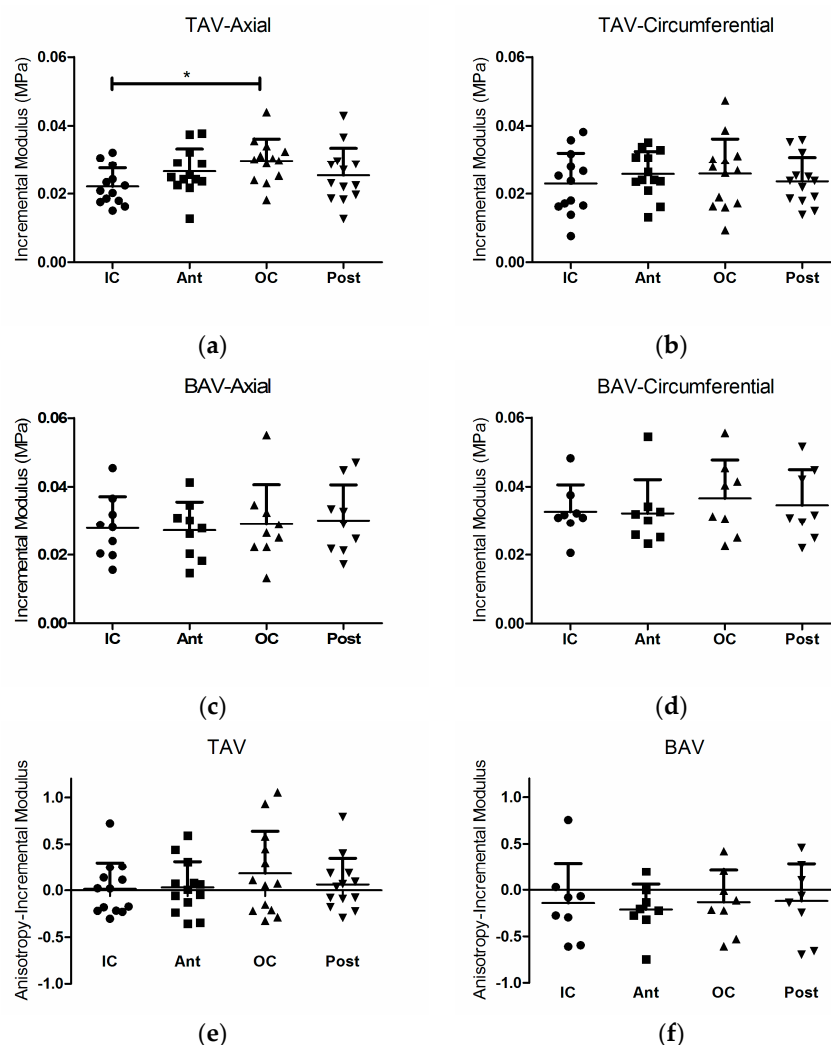 TAV-Axial
Incremental Modulus (MPa)
0.06
0.04
0.02
0.00
*
IC Ant OC Post
(a)
TAV-Circumferential
Incremental Modulus (MPa)
0.06
0.04
0.02
0.00
IC Ant OC Post
(b)
BAV-Axial
Incremental Modulus (MPa)
0.06
0.04
0.02
0.00
IC Ant OC Post
(c)
BAV-Circumferential
Incremental Modulus (MPa)
0.06
0.04
0.02
0.00
IC Ant OC Post
(d)
TAV
Anisotropy-Incremental Modulus
1.0
0.5
0.0
-0.5
-1.0
IC Ant OC Post
(e)
BAV
Anisotropy-Incremental Modulus
1.0
0.5
0.0
-0.5
-1.0
IC Ant OC Post
(f)